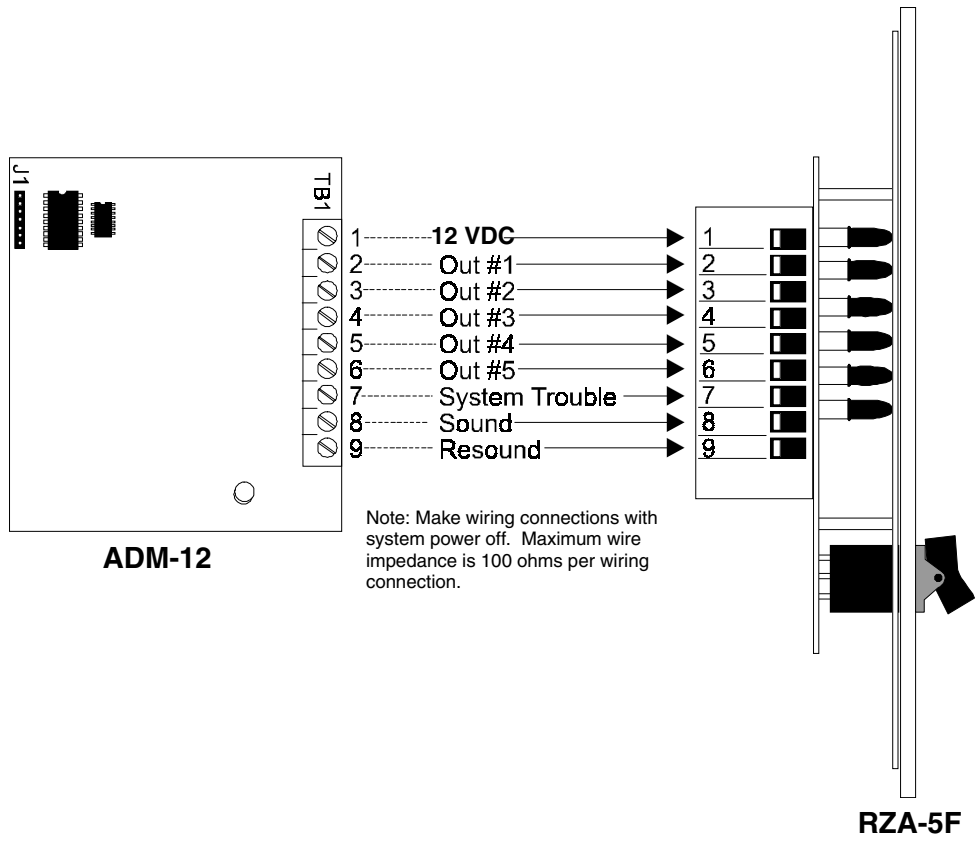 J1
TB1
1 12 VDC 1
2 Out #1 2
3 Out #2 3
4 Out #3 4
5 Out #4 5
6 Out #5 6
7 System Trouble 7
8 Sound 8
9 Resound 9
Note: Make wiring connections with
system power off. Maximum wire
impedance is 100 ohms per wiring
connection.
ADM-12
RZA-5F